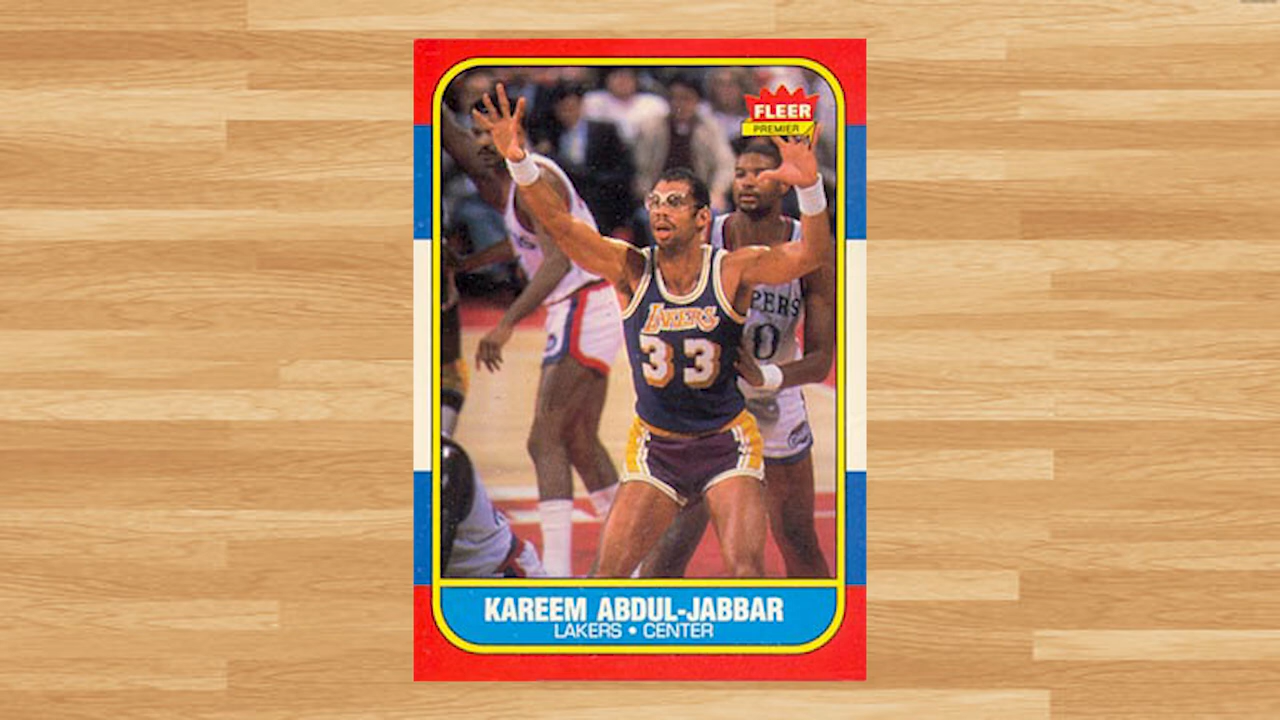 FLEER
PREMIER
LAKERS
33
PERS
0
KAREEM ABDUL-JABBAR
LAKERS • CENTER